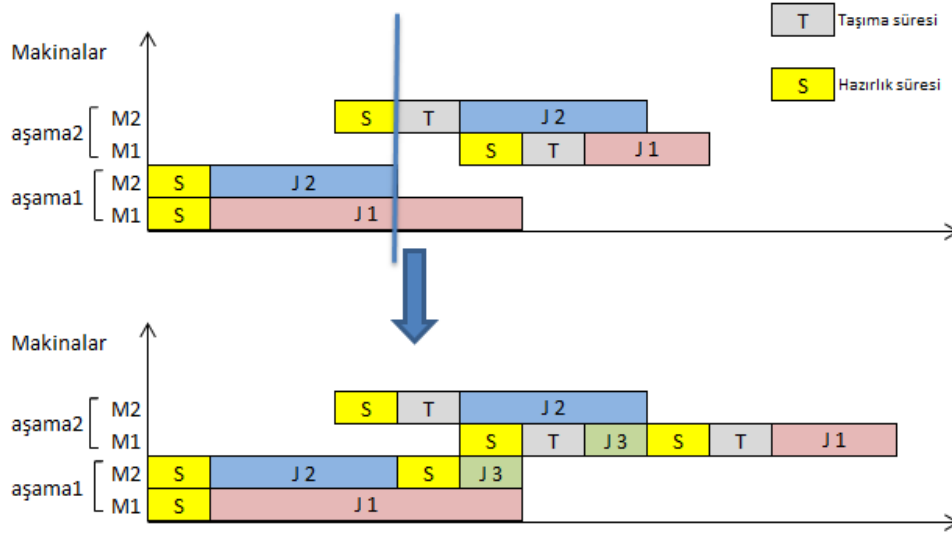 T Taşıma süresi
Makinalar
S Hazırlık süresi
aşama2 M2 S T J 2
M1 S T J 1
aşama1 M2 S J 2
M1 S J 1
Makinalar
aşama2 M2 S T J 2
M1 S T J 3 S T J 1
aşama1 M2 S J 2 S J 3
M1 S J 1